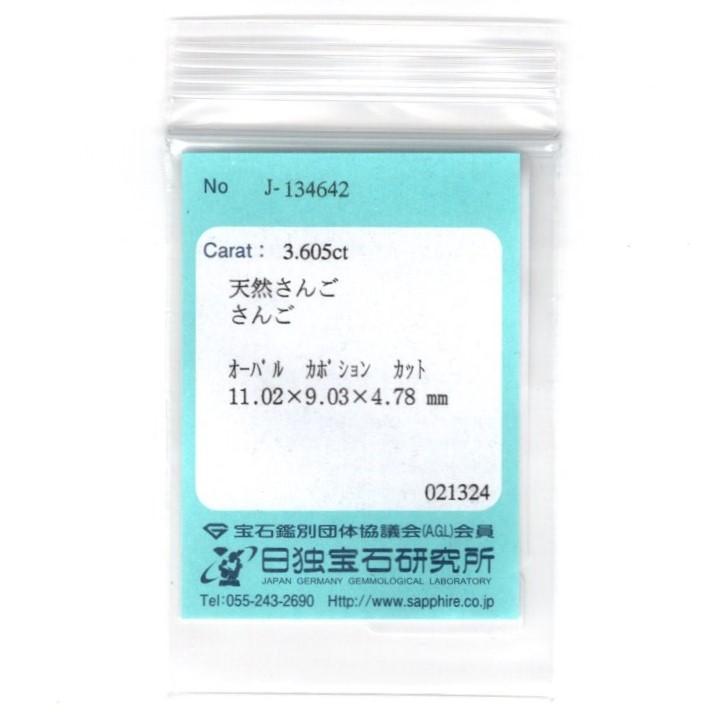 No J-134642
Carat: 3.605ct
天然さんご
さんご
ｵｰﾊﾞﾙ ｶﾎﾞｼｮﾝ ｶｯﾄ
11.02×9.03×4.78 mm
021324
宝石鑑別団体協議会(AGL)会員
日独宝石研究所
JAPAN GERMANY GEMMOLOGICAL LABORATORY
Tel:055-243-2690 Http://www.sapphire.co.jp